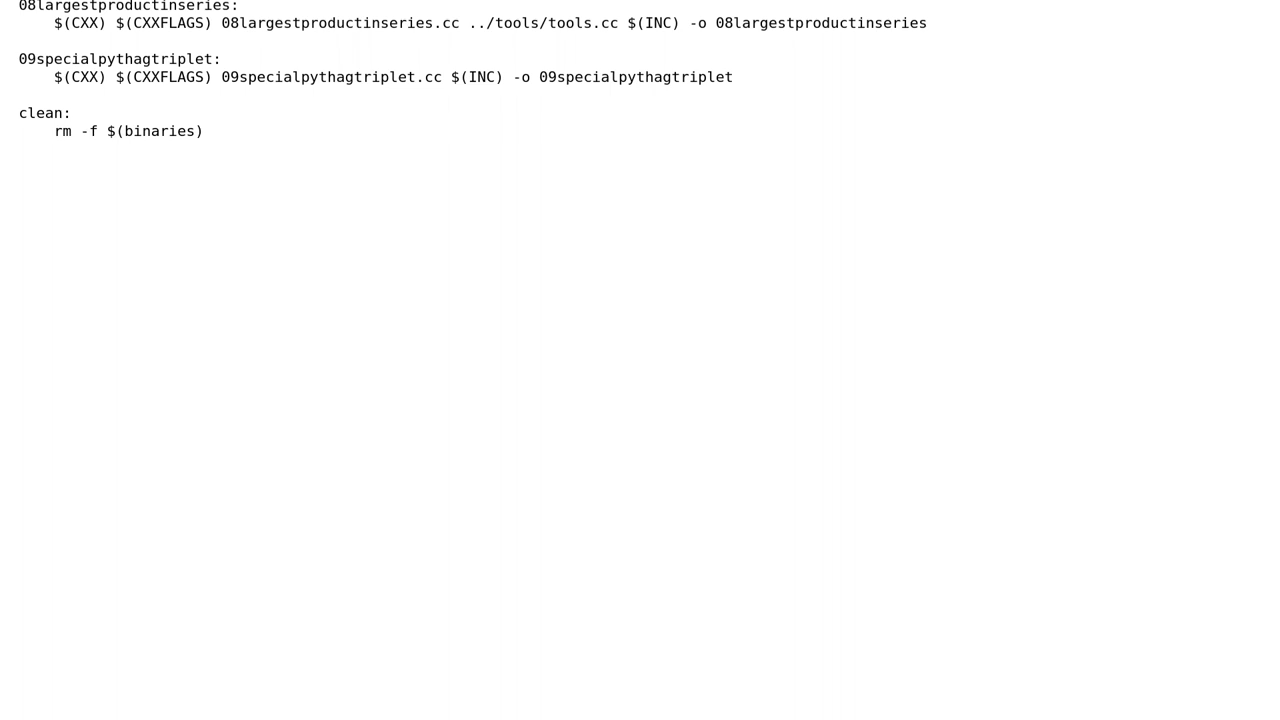 08largestproductinseries:
    $(CXX) $(CXXFLAGS) 08largestproductinseries.cc ../tools/tools.cc $(INC) -o 08largestproductinseries

09specialpythagtriplet:
    $(CXX) $(CXXFLAGS) 09specialpythagtriplet.cc $(INC) -o 09specialpythagtriplet

clean:
    rm -f $(binaries)